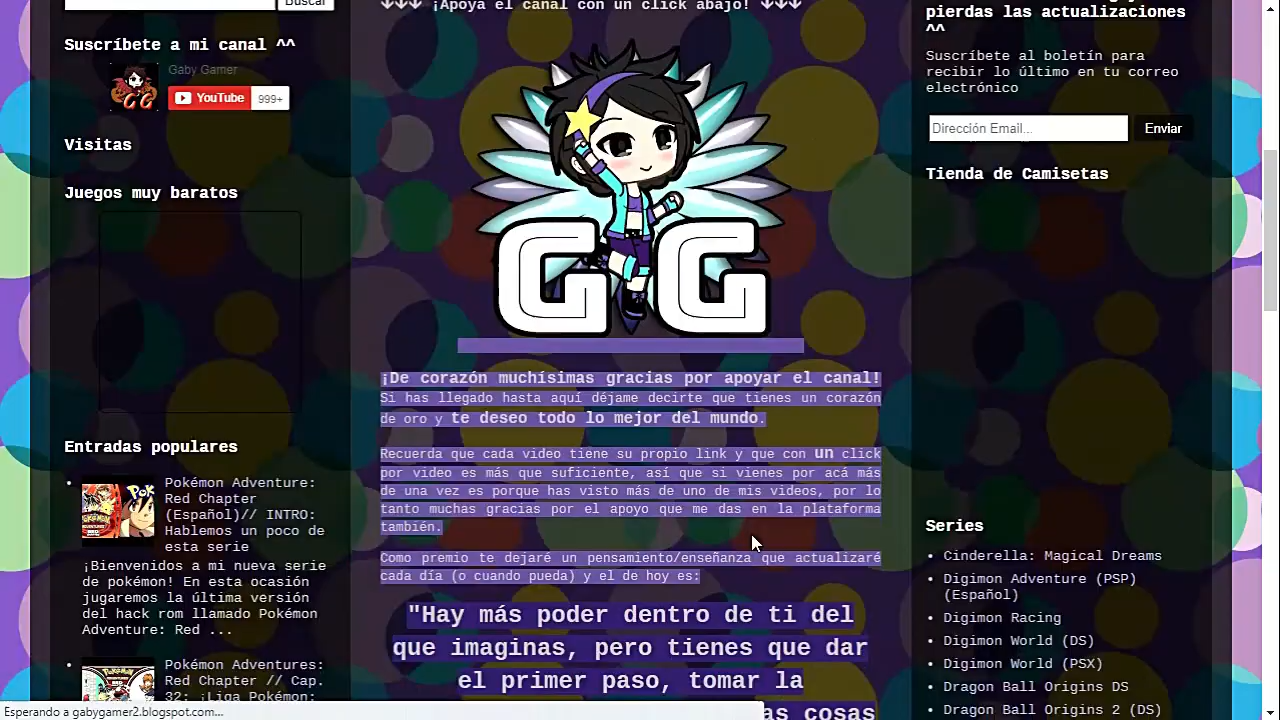 Buscar
Suscríbete a mi canal ^^
Gaby Gamer
YouTube 999+
Visitas
Juegos muy baratos
Entradas populares
Pokémon Adventure:
Red Chapter
(Español)// INTRO:
Hablemos un poco de
esta serie
¡Bienvenidos a mi nueva serie
de pokémon! En esta ocasión
jugaremos la última versión
del hack rom llamado Pokémon
Adventure: Red ...
Pokémon Adventures:
Red Chapter // Cap.
32: ¡Liga Pokémon:
Esperando a gabygamer2.blogspot.com...
↓↓↓ ¡Apoya el canal con un click abajo! ↓↓↓
GG
¡De corazón muchísimas gracias por apoyar el canal!
Si has llegado hasta aquí déjame decirte que tienes un corazón
de oro y te deseo todo lo mejor del mundo.
Recuerda que cada video tiene su propio link y que con un click
por video es más que suficiente, así que si vienes por acá más
de una vez es porque has visto más de uno de mis videos, por lo
tanto muchas gracias por el apoyo que me das en la plataforma
también.
Como premio te dejaré un pensamiento/enseñanza que actualizaré
cada día (o cuando pueda) y el de hoy es:
"Hay más poder dentro de ti del
que imaginas, pero tienes que dar
el primer paso, tomar la
as cosas
pierdas las actualizaciones
^^
Suscríbete al boletín para
recibir lo último en tu correo
electrónico
Dirección Email...
Enviar
Tienda de Camisetas
Series
Cinderella: Magical Dreams
Digimon Adventure (PSP)
(Español)
Digimon Racing
Digimon World (DS)
Digimon World (PSX)
Dragon Ball Origins DS
Dragon Ball Origins 2 (DS)